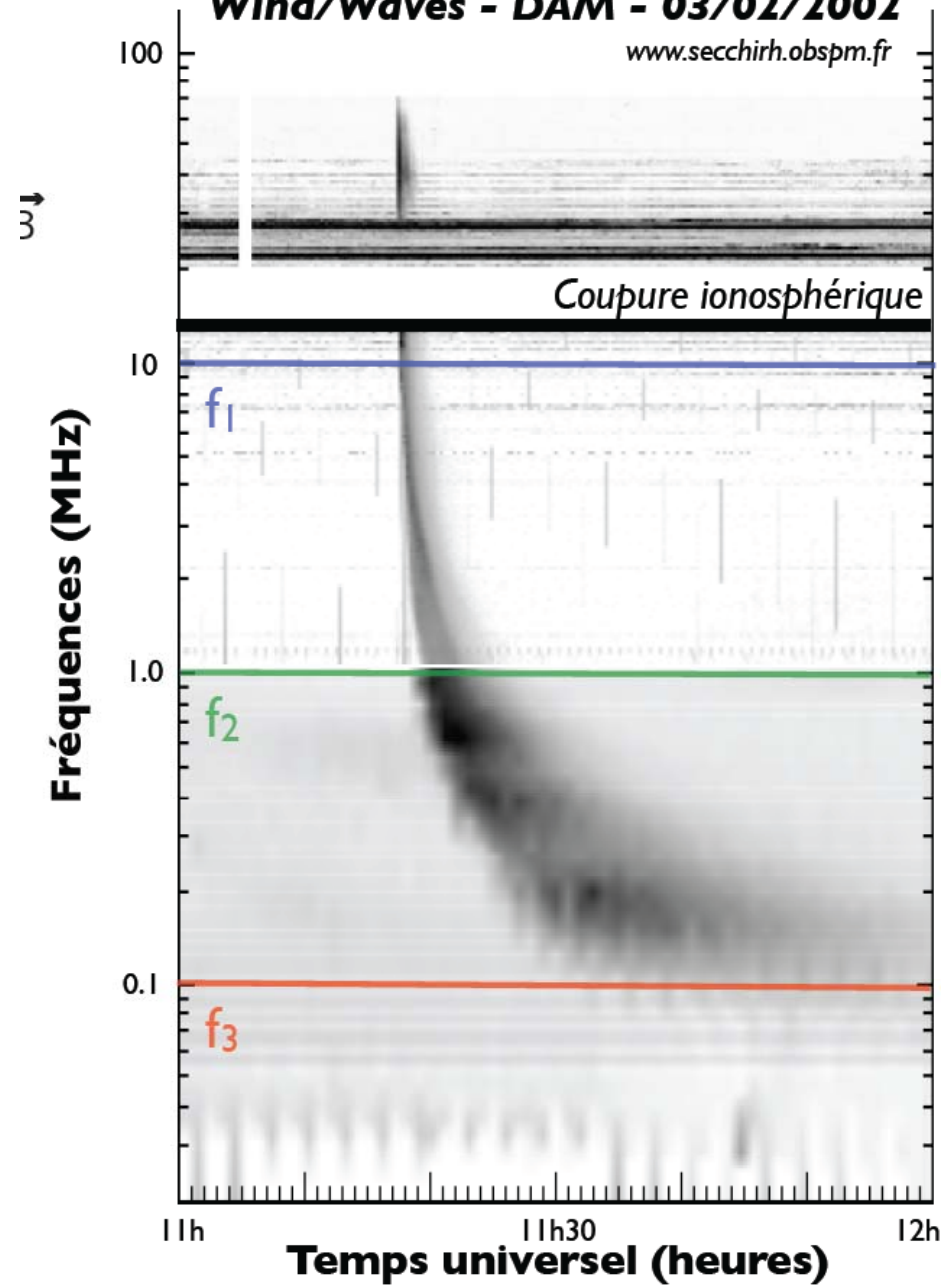 Wind/Waves - DAM - 03/02/2002
www.secchirh.obspm.fr
100
Coupure ionosphérique
10
f1
Fréquences (MHz)
1.0
f2
0.1
f3
11h
11h30
12h
Temps universel (heures)